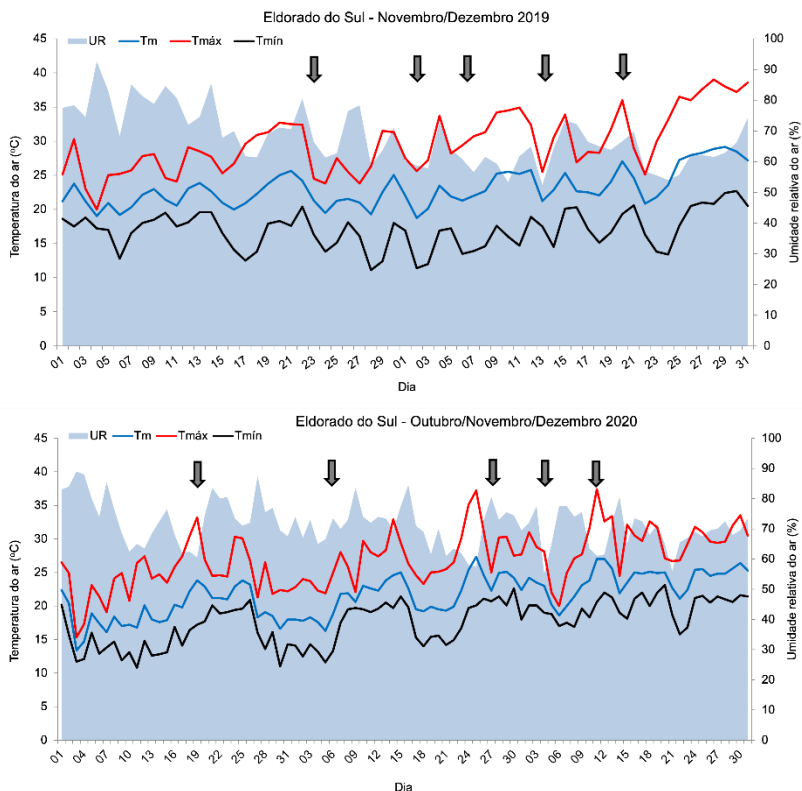 Eldorado do Sul - Novembro/Dezembro 2019
UR Tm Tmáx Tmín
45 40 35 30 25 20 15 10 5 0
Temperatura do ar (ºC)
100 90 80 70 60 50 40 30 20 10 0
Umidade relativa do ar (%)
01 03 05 07 09 11 13 15 17 19 21 23 25 27 29 01 03 05 07 09 11 13 15 17 19 21 23 25 27 29 31
Dia
Eldorado do Sul - Outubro/Novembro/Dezembro 2020
UR Tm Tmáx Tmín
45 40 35 30 25 20 15 10 5 0
Temperatura do ar (ºC)
100 90 80 70 60 50 40 30 20 10 0
Umidade relativa do ar (%)
01 04 07 10 13 16 19 22 25 28 31 03 06 09 12 15 18 21 24 27 30 03 06 09 12 15 18 21 24 27 30
Dia